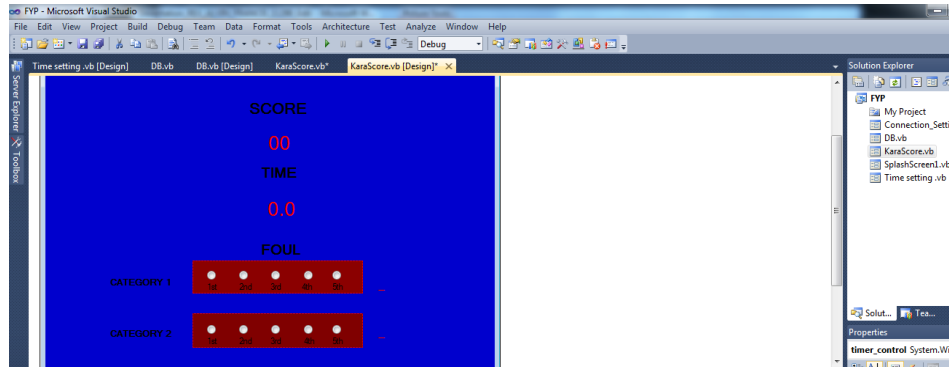 FYP - Microsoft Visual Studio
File Edit View Project Build Debug Team Data Format Tools Architecture Test Analyze Window Help
Debug
Time setting .vb [Design] DB.vb DB.vb [Design] KaraScore.vb* KaraScore.vb [Design]* ×
Server Explorer
Toolbox
SCORE
00
TIME
0.0
FOUL
CATEGORY 1
1st 2nd 3rd 4th 5th _
CATEGORY 2
1st 2nd 3rd 4th 5th _
Solution Explorer
FYP
My Project
Connection_Setti
DB.vb
KaraScore.vb
SplashScreen1.vb
Time setting .vb
Solut... Tea...
Properties
timer_control System.Wi